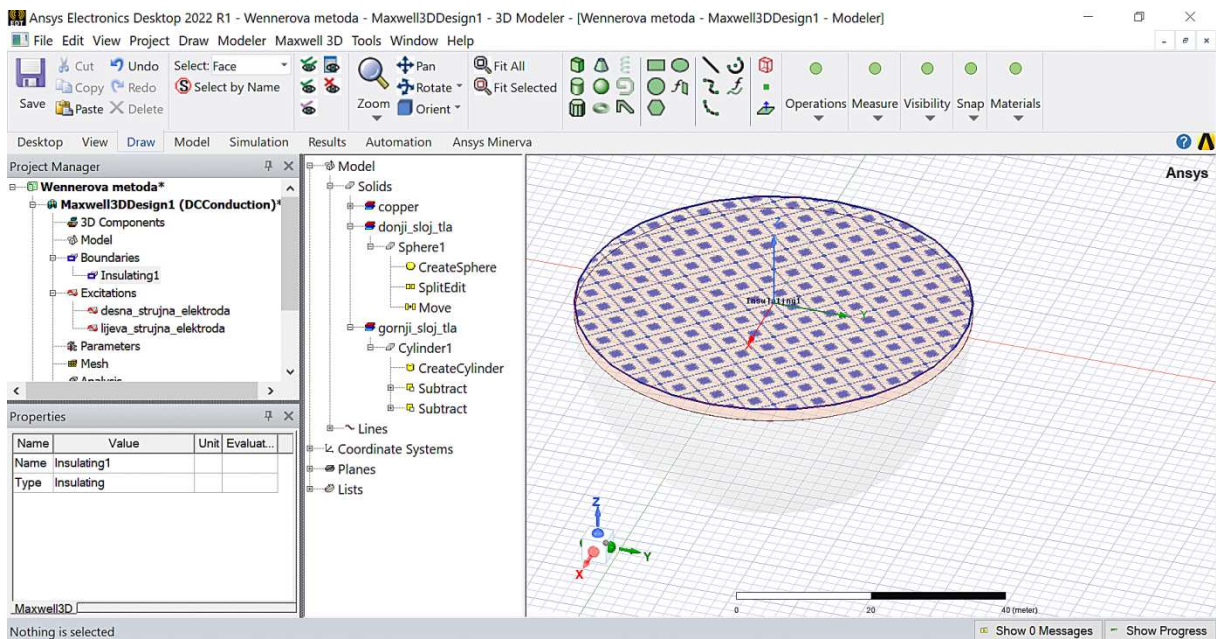 Ansys Electronics Desktop 2022 R1 - Wennerova metoda - Maxwell3DDesign1 - 3D Modeler - [Wennerova metoda - Maxwell3DDesign1 - Modeler]
File Edit View Project Draw Modeler Maxwell 3D Tools Window Help
Save
Cut
Copy
Paste
Undo
Redo
Delete
Select: Face
Select by Name
Zoom
Pan
Rotate
Orient
Fit All
Fit Selected
Operations Measure Visibility Snap Materials
Desktop View Draw Model Simulation Results Automation Ansys Minerva
Project Manager
Wennerova metoda*
Maxwell3DDesign1 (DCConduction)*
3D Components
Model
Boundaries
Insulating1
Excitations
desna_strujna_elektroda
lijeva_strujna_elektroda
Parameters
Mesh
Analysis
Properties
Name Value Unit Evaluat...
Name Insulating1
Type Insulating
Maxwell3D
Model
Solids
copper
donji_sloj_tla
Sphere1
CreateSphere
SplitEdit
Move
gornji_sloj_tla
Cylinder1
CreateCylinder
Subtract
Subtract
Lines
Coordinate Systems
Planes
Lists
Ansys
Z
Insulating1
Y
X
Z
Y
X
0 20 40 (meter)
Nothing is selected
Show 0 Messages
Show Progress